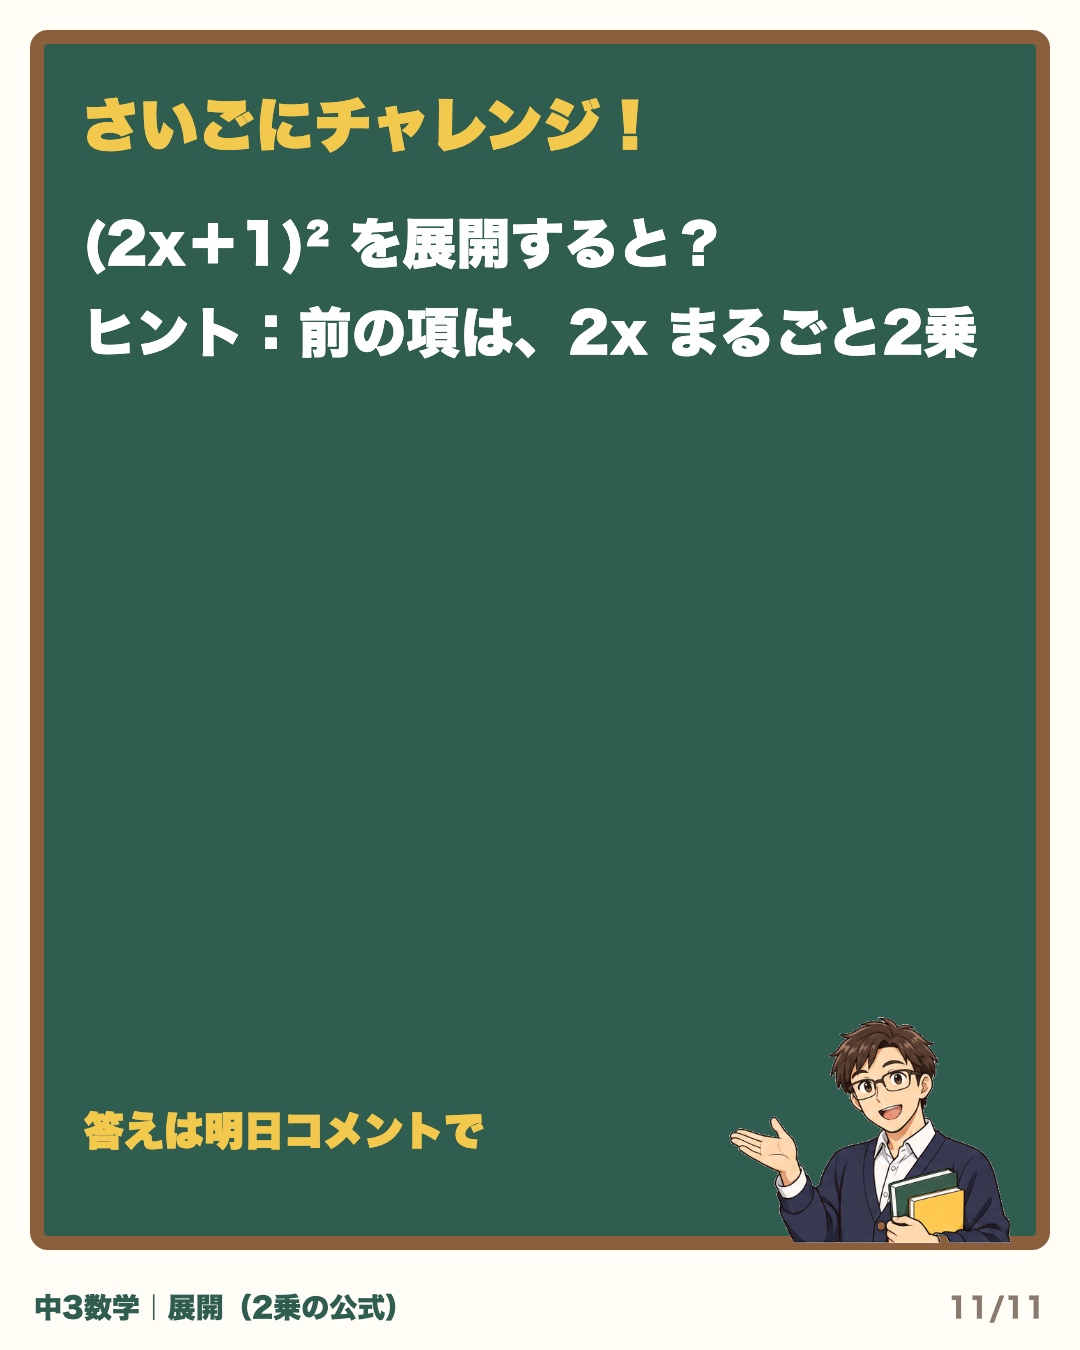 さいごにチャレンジ！
(2x＋1)² を展開すると？
ヒント：前の項は、2x まるごと2乗
答えは明日コメントで
中3数学｜展開（2乗の公式）
11/11